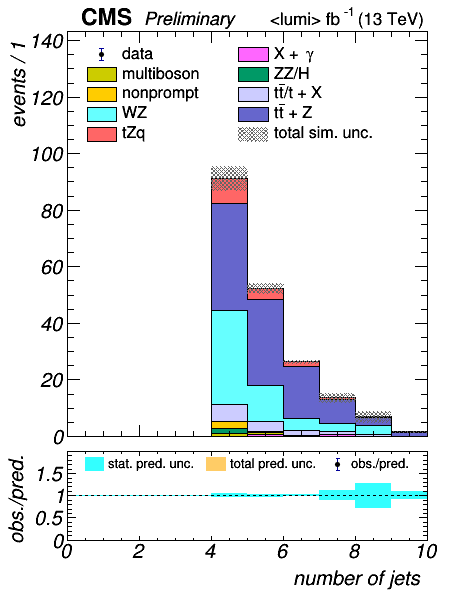 CMS Preliminary <lumi> fb⁻¹ (13 TeV)
events / 1
140
120
100
80
60
40
20
0
data
multiboson
nonprompt
WZ
tZq
X + γ
ZZ/H
tt̄/t + X
tt̄ + Z
total sim. unc.
obs./pred.
1.5
1
0.5
0
stat. pred. unc. total pred. unc. obs./pred.
0 2 4 6 8 10
number of jets